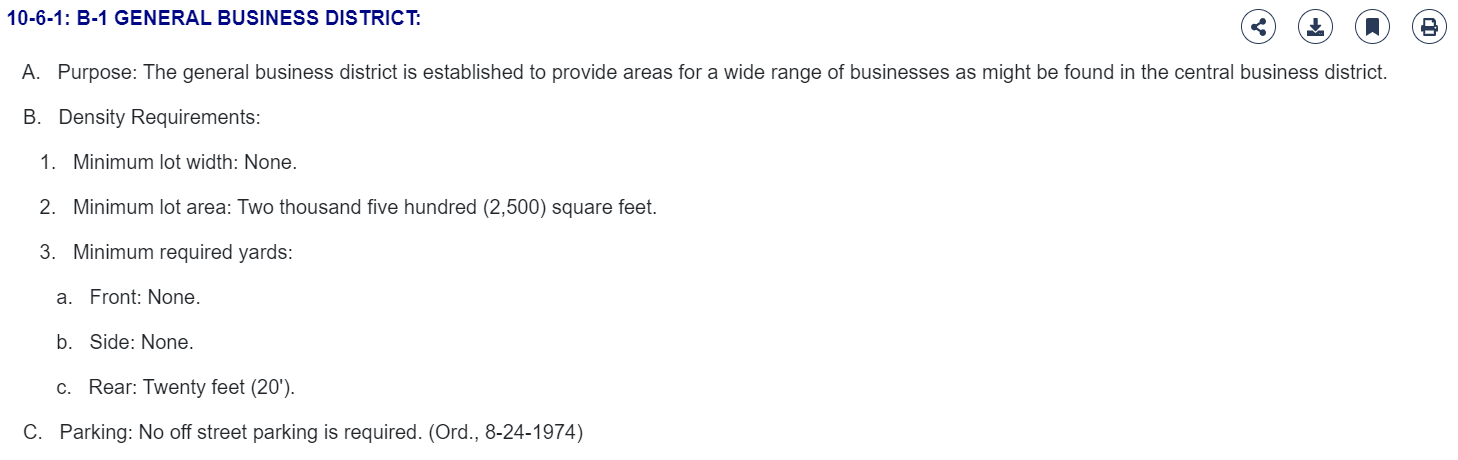 10-6-1: B-1 GENERAL BUSINESS DISTRICT:
A. Purpose: The general business district is established to provide areas for a wide range of businesses as might be found in the central business district.
B. Density Requirements:
1. Minimum lot width: None.
2. Minimum lot area: Two thousand five hundred (2,500) square feet.
3. Minimum required yards:
a. Front: None.
b. Side: None.
c. Rear: Twenty feet (20').
C. Parking: No off street parking is required. (Ord., 8-24-1974)